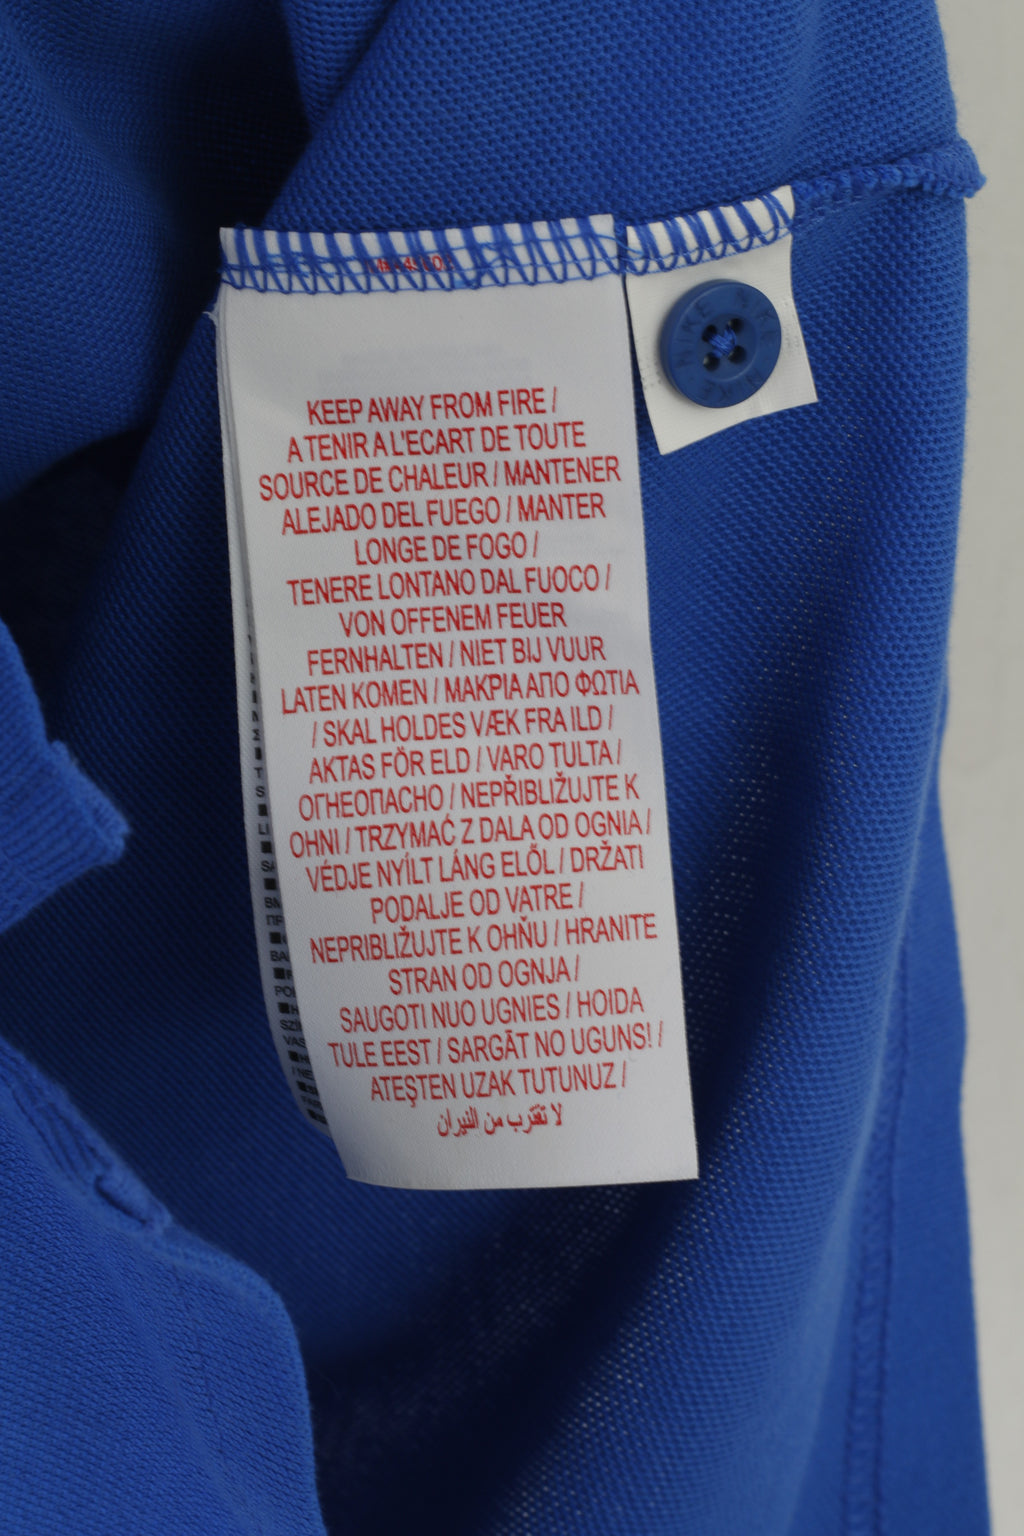 KEEP AWAY FROM FIRE /
A TENIR A L'ECART DE TOUTE
SOURCE DE CHALEUR / MANTENER
ALEJADO DEL FUEGO / MANTER
LONGE DE FOGO /
TENERE LONTANO DAL FUOCO /
VON OFFENEM FEUER
FERNHALTEN / NIET BIJ VUUR
LATEN KOMEN / ΜΑΚΡΙΑ ΑΠΟ ΦΩΤΙΑ
/ SKAL HOLDES VÆK FRA ILD /
AKTAS FÖR ELD / VARO TULTA /
ОГНЕОПАСНО / NEPŘIBLIŽUJTE K
OHNI / TRZYMAĆ Z DALA OD OGNIA /
VÉDJE NYÍLT LÁNG ELŐL / DRŽATI
PODALJE OD VATRE /
NEPRIBLIŽUJTE K OHŇU / HRANITE
STRAN OD OGNJA /
SAUGOTI NUO UGNIES / HOIDA
TULE EEST / SARGĀT NO UGUNS! /
ATEŞTEN UZAK TUTUNUZ /
لا تقترب من النيران
NIKE NIKE